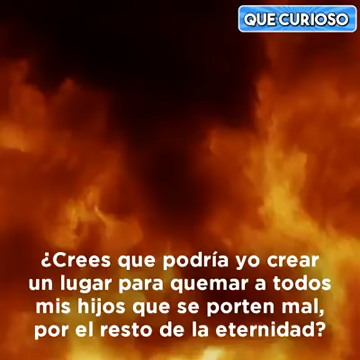 QUE CURIOSO
¿Crees que podría yo crear
un lugar para quemar a todos
mis hijos que se porten mal,
por el resto de la eternidad?